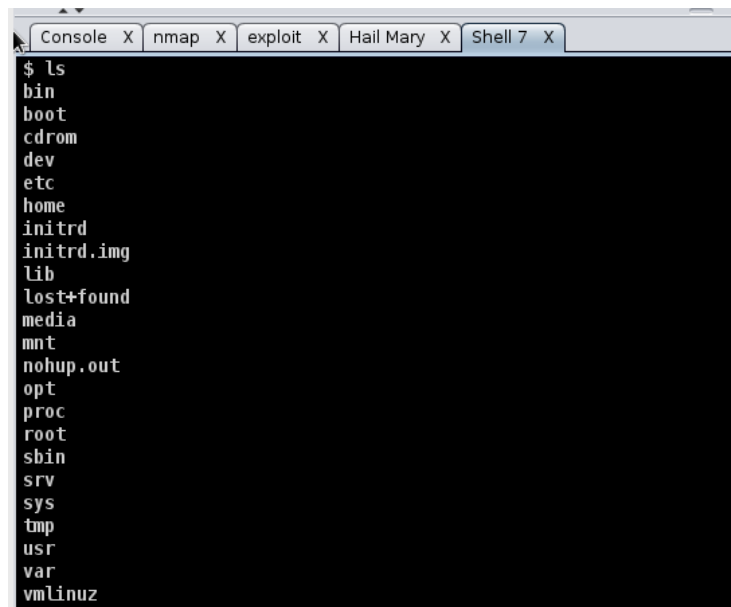 Console X nmap X exploit X Hail Mary X Shell 7 X
$ ls
bin
boot
cdrom
dev
etc
home
initrd
initrd.img
lib
lost+found
media
mnt
nohup.out
opt
proc
root
sbin
srv
sys
tmp
usr
var
vmlinuz